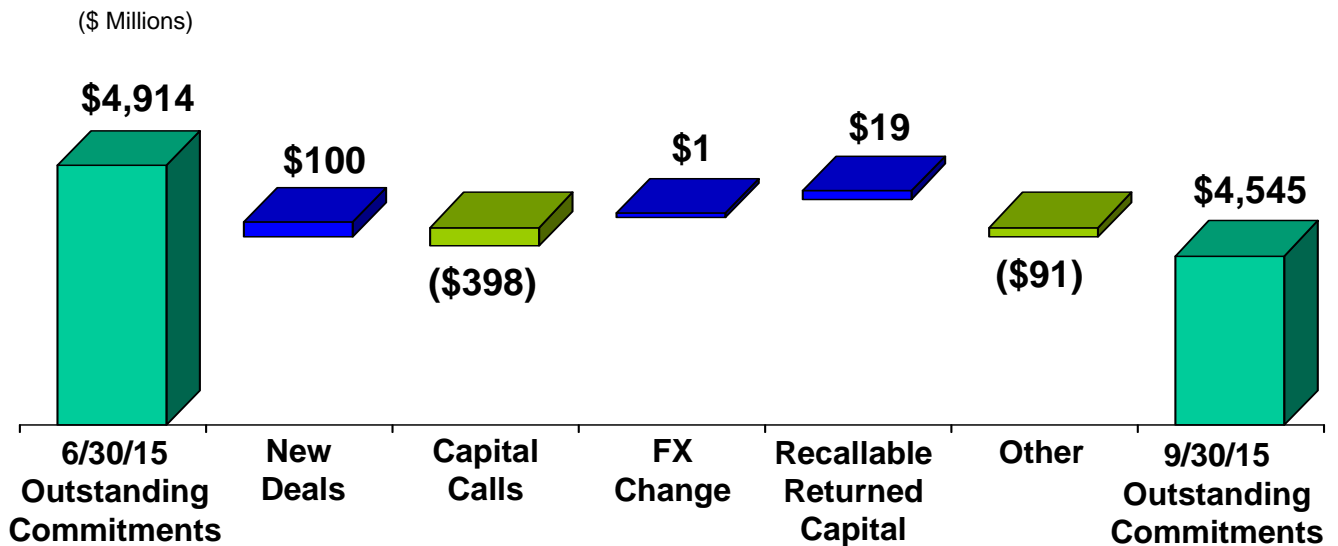 ($ Millions)
$4,914
$100
($398)
$1
$19
($91)
$4,545
6/30/15
Outstanding
Commitments
New
Deals
Capital
Calls
FX
Change
Recallable
Returned
Capital
Other
9/30/15
Outstanding
Commitments